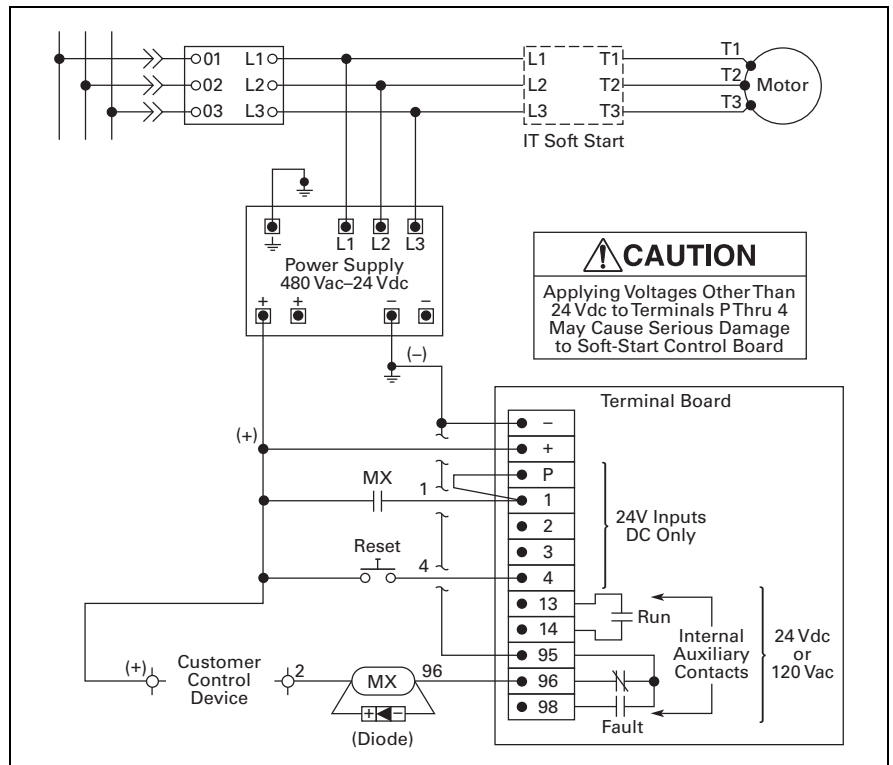 01 L1 L1 T1 T1
02 L2 L2 T2 T2 Motor
03 L3 L3 T3 T3
IT Soft Start
L1 L2 L3
Power Supply
480 Vac–24 Vdc
+ + – –
(–)
CAUTION
Applying Voltages Other Than
24 Vdc to Terminals P Thru 4
May Cause Serious Damage
to Soft-Start Control Board
Terminal Board
–
(+) +
P
MX 1 1
2
3
24V Inputs
DC Only
Reset
4 4
13
14
Run
95
96
98
Internal
Auxiliary
Contacts
24 Vdc
or
120 Vac
Fault
(+) Customer
Control
Device
2 MX 96
+ –
(Diode)